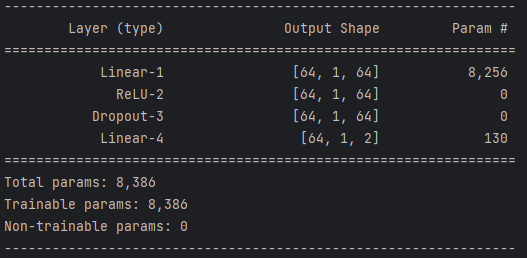 ----------------------------------------------------------------
Layer (type) Output Shape Param #
================================================================
Linear-1 [64, 1, 64] 8,256
ReLU-2 [64, 1, 64] 0
Dropout-3 [64, 1, 64] 0
Linear-4 [64, 1, 2] 130
================================================================
Total params: 8,386
Trainable params: 8,386
Non-trainable params: 0
----------------------------------------------------------------